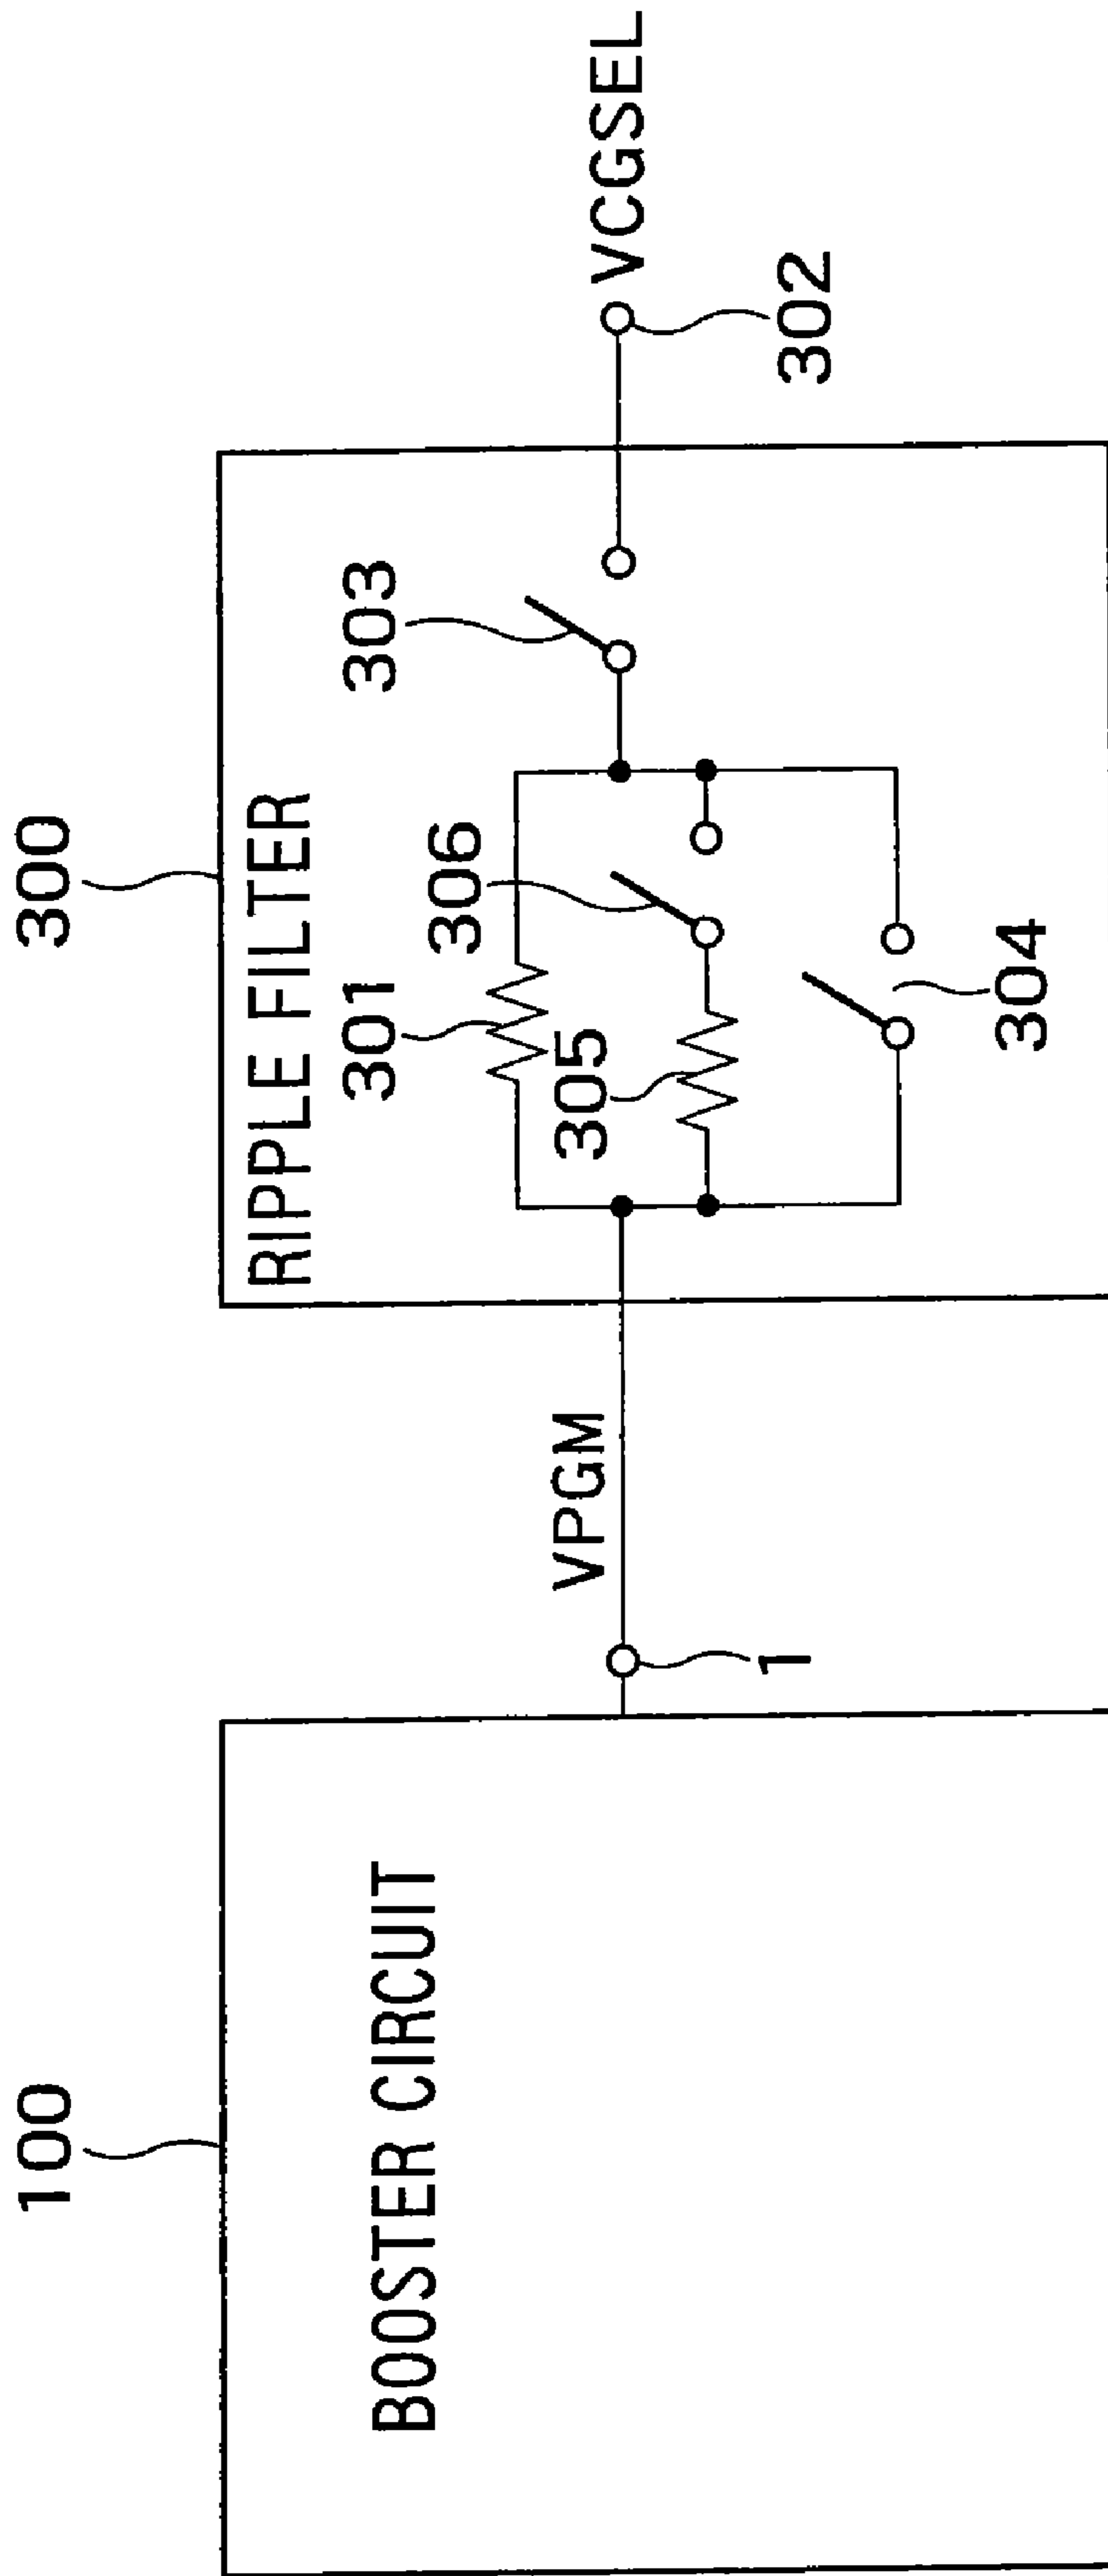 100
300
BOOSTER CIRCUIT
RIPPLE FILTER
301
303
306
305
VPGM
VCGSEL
1
302
304